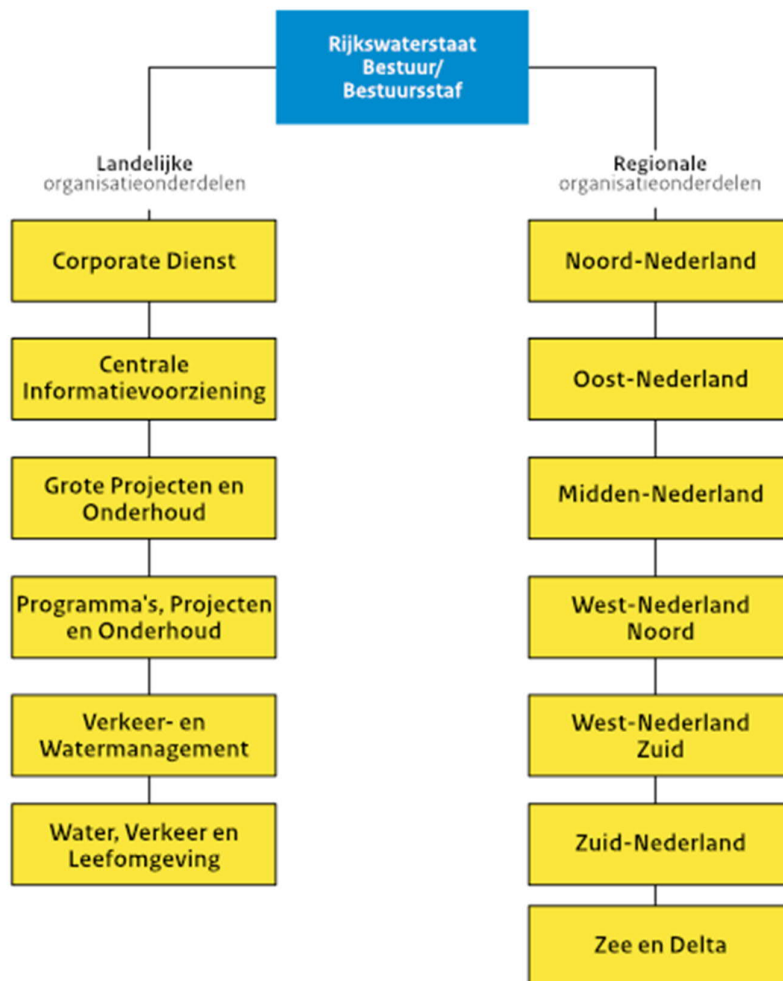 Rijkswaterstaat
Bestuur/
Bestuursstaf
Landelijke
organisatieonderdelen
Corporate Dienst
Centrale
Informatievoorziening
Grote Projecten en
Onderhoud
Programma's, Projecten
en Onderhoud
Verkeer- en
Watermanagement
Water, Verkeer en
Leefomgeving
Regionale
organisatieonderdelen
Noord-Nederland
Oost-Nederland
Midden-Nederland
West-Nederland
Noord
West-Nederland
Zuid
Zuid-Nederland
Zee en Delta